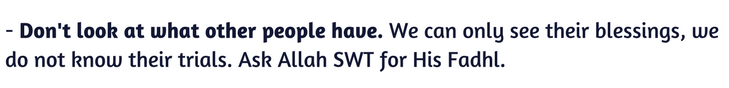 - Don't look at what other people have. We can only see their blessings, we
do not know their trials. Ask Allah SWT for His Fadhl.